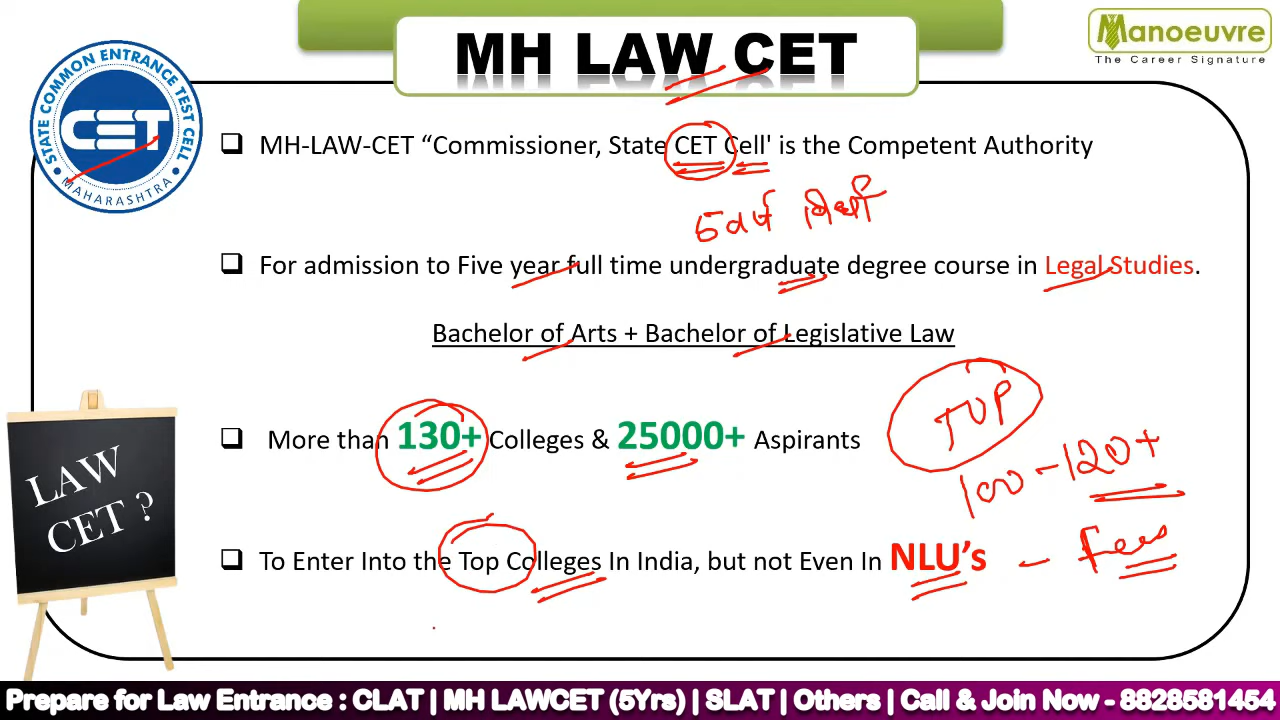 MH LAW CET
Manoeuvre
The Career Signature
STATE COMMON ENTRANCE TEST CELL
CET
MAHARASHTRA
❑ MH-LAW-CET “Commissioner, State CET Cell' is the Competent Authority
5 वर्ष
❑ For admission to Five year full time undergraduate degree course in Legal Studies.
Bachelor of Arts + Bachelor of Legislative Law
TOP
❑ More than 130+ Colleges & 25000+ Aspirants
100-120+
LAW
CET ?
❑ To Enter Into the Top Colleges In India, but not Even In NLU's - Fees
Prepare for Law Entrance : CLAT | MH LAWCET (5Yrs) | SLAT | Others | Call & Join Now - 8828581454